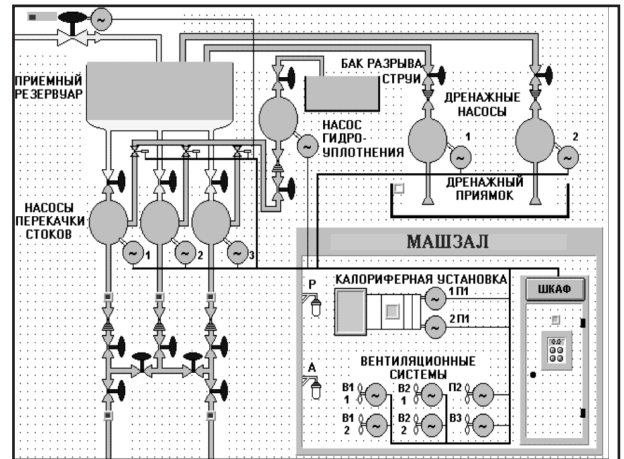 ПРИЕМНЫЙ
РЕЗЕРВУАР
БАК РАЗРЫВА
СТРУИ
ДРЕНАЖНЫЕ
НАСОСЫ
1
2
НАСОС
ГИДРО-
УПЛОТНЕНИЯ
ДРЕНАЖНЫЙ
ПРИЯМОК
НАСОСЫ
ПЕРЕКАЧКИ
СТОКОВ
1
2
3
МАШЗАЛ
КАЛОРИФЕРНАЯ УСТАНОВКА
ШКАФ
Р
1П1
2П1
ВЕНТИЛЯЦИОННЫЕ
СИСТЕМЫ
А
В1
1
В2
1
П2
В1
2
В2
2
В3